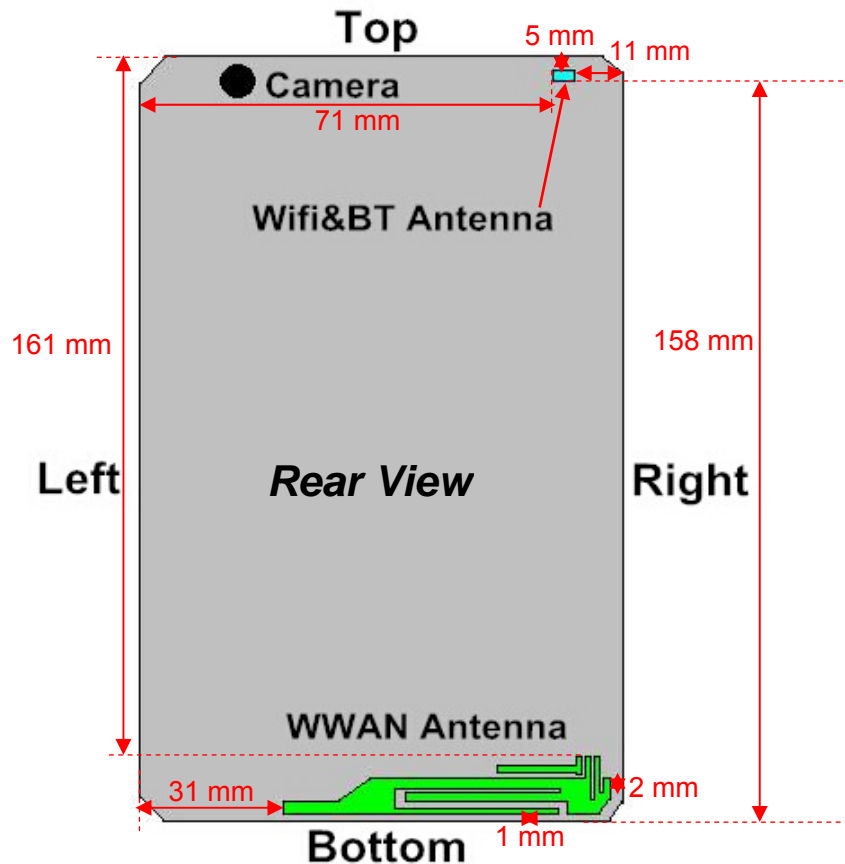 Top
5 mm
11 mm
Camera
71 mm
Wifi&BT Antenna
161 mm
158 mm
Left
Rear View
Right
WWAN Antenna
31 mm
2 mm
1 mm
Bottom